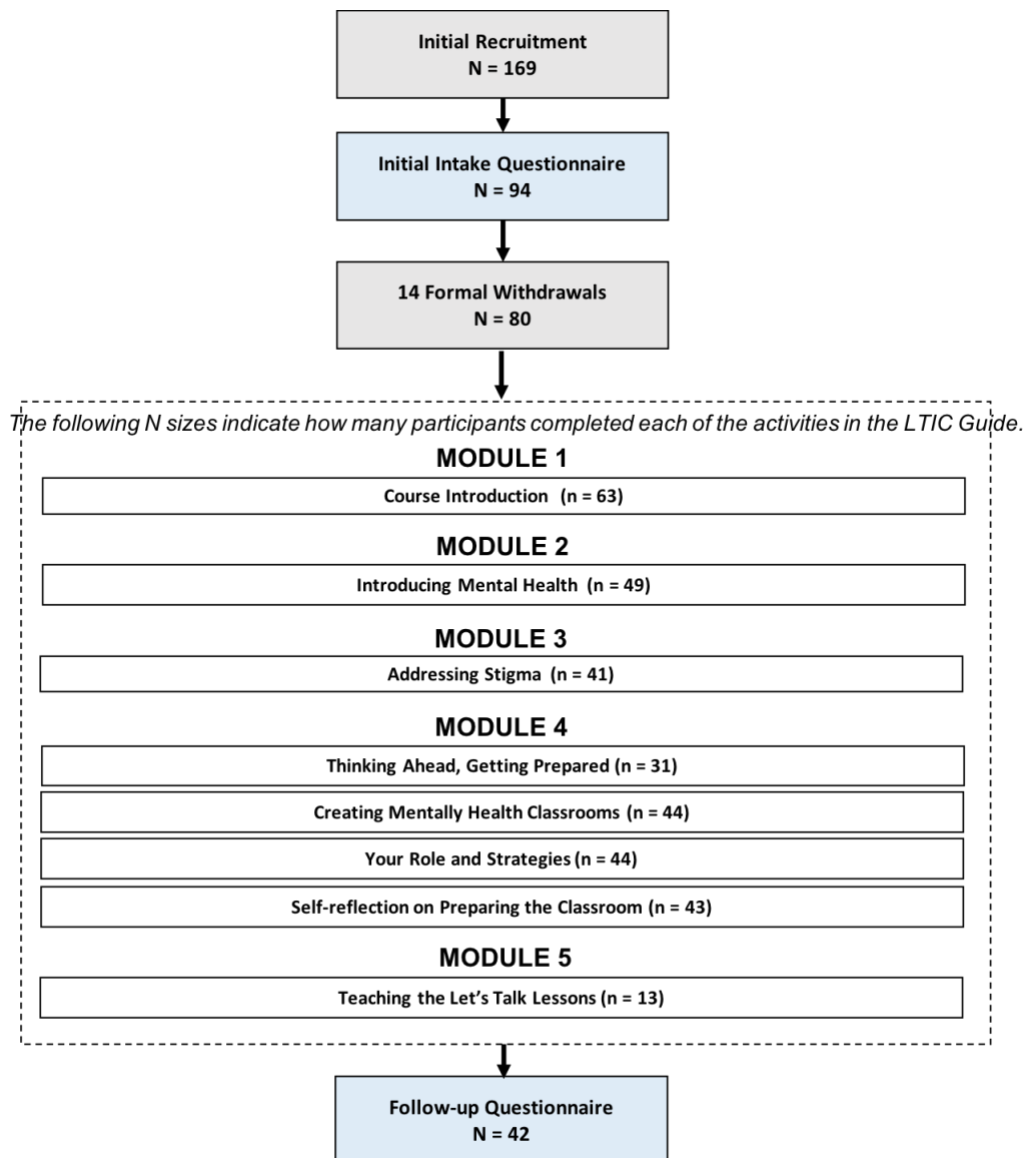 Initial Recruitment
N = 169
Initial Intake Questionnaire
N = 94
14 Formal Withdrawals
N = 80
The following N sizes indicate how many participants completed each of the activities in the LTIC Guide.
MODULE 1
Course Introduction (n = 63)
MODULE 2
Introducing Mental Health (n = 49)
MODULE 3
Addressing Stigma (n = 41)
MODULE 4
Thinking Ahead, Getting Prepared (n = 31)
Creating Mentally Health Classrooms (n = 44)
Your Role and Strategies (n = 44)
Self-reflection on Preparing the Classroom (n = 43)
MODULE 5
Teaching the Let's Talk Lessons (n = 13)
Follow-up Questionnaire
N = 42